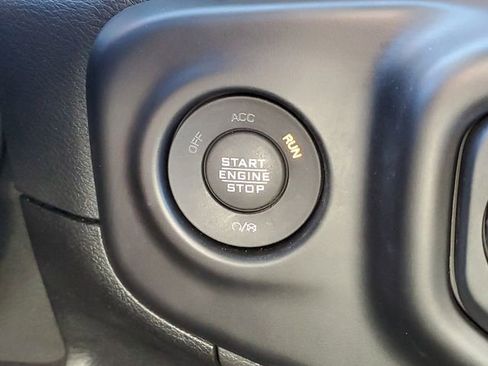 OFF ACC RUN
START
ENGINE
STOP